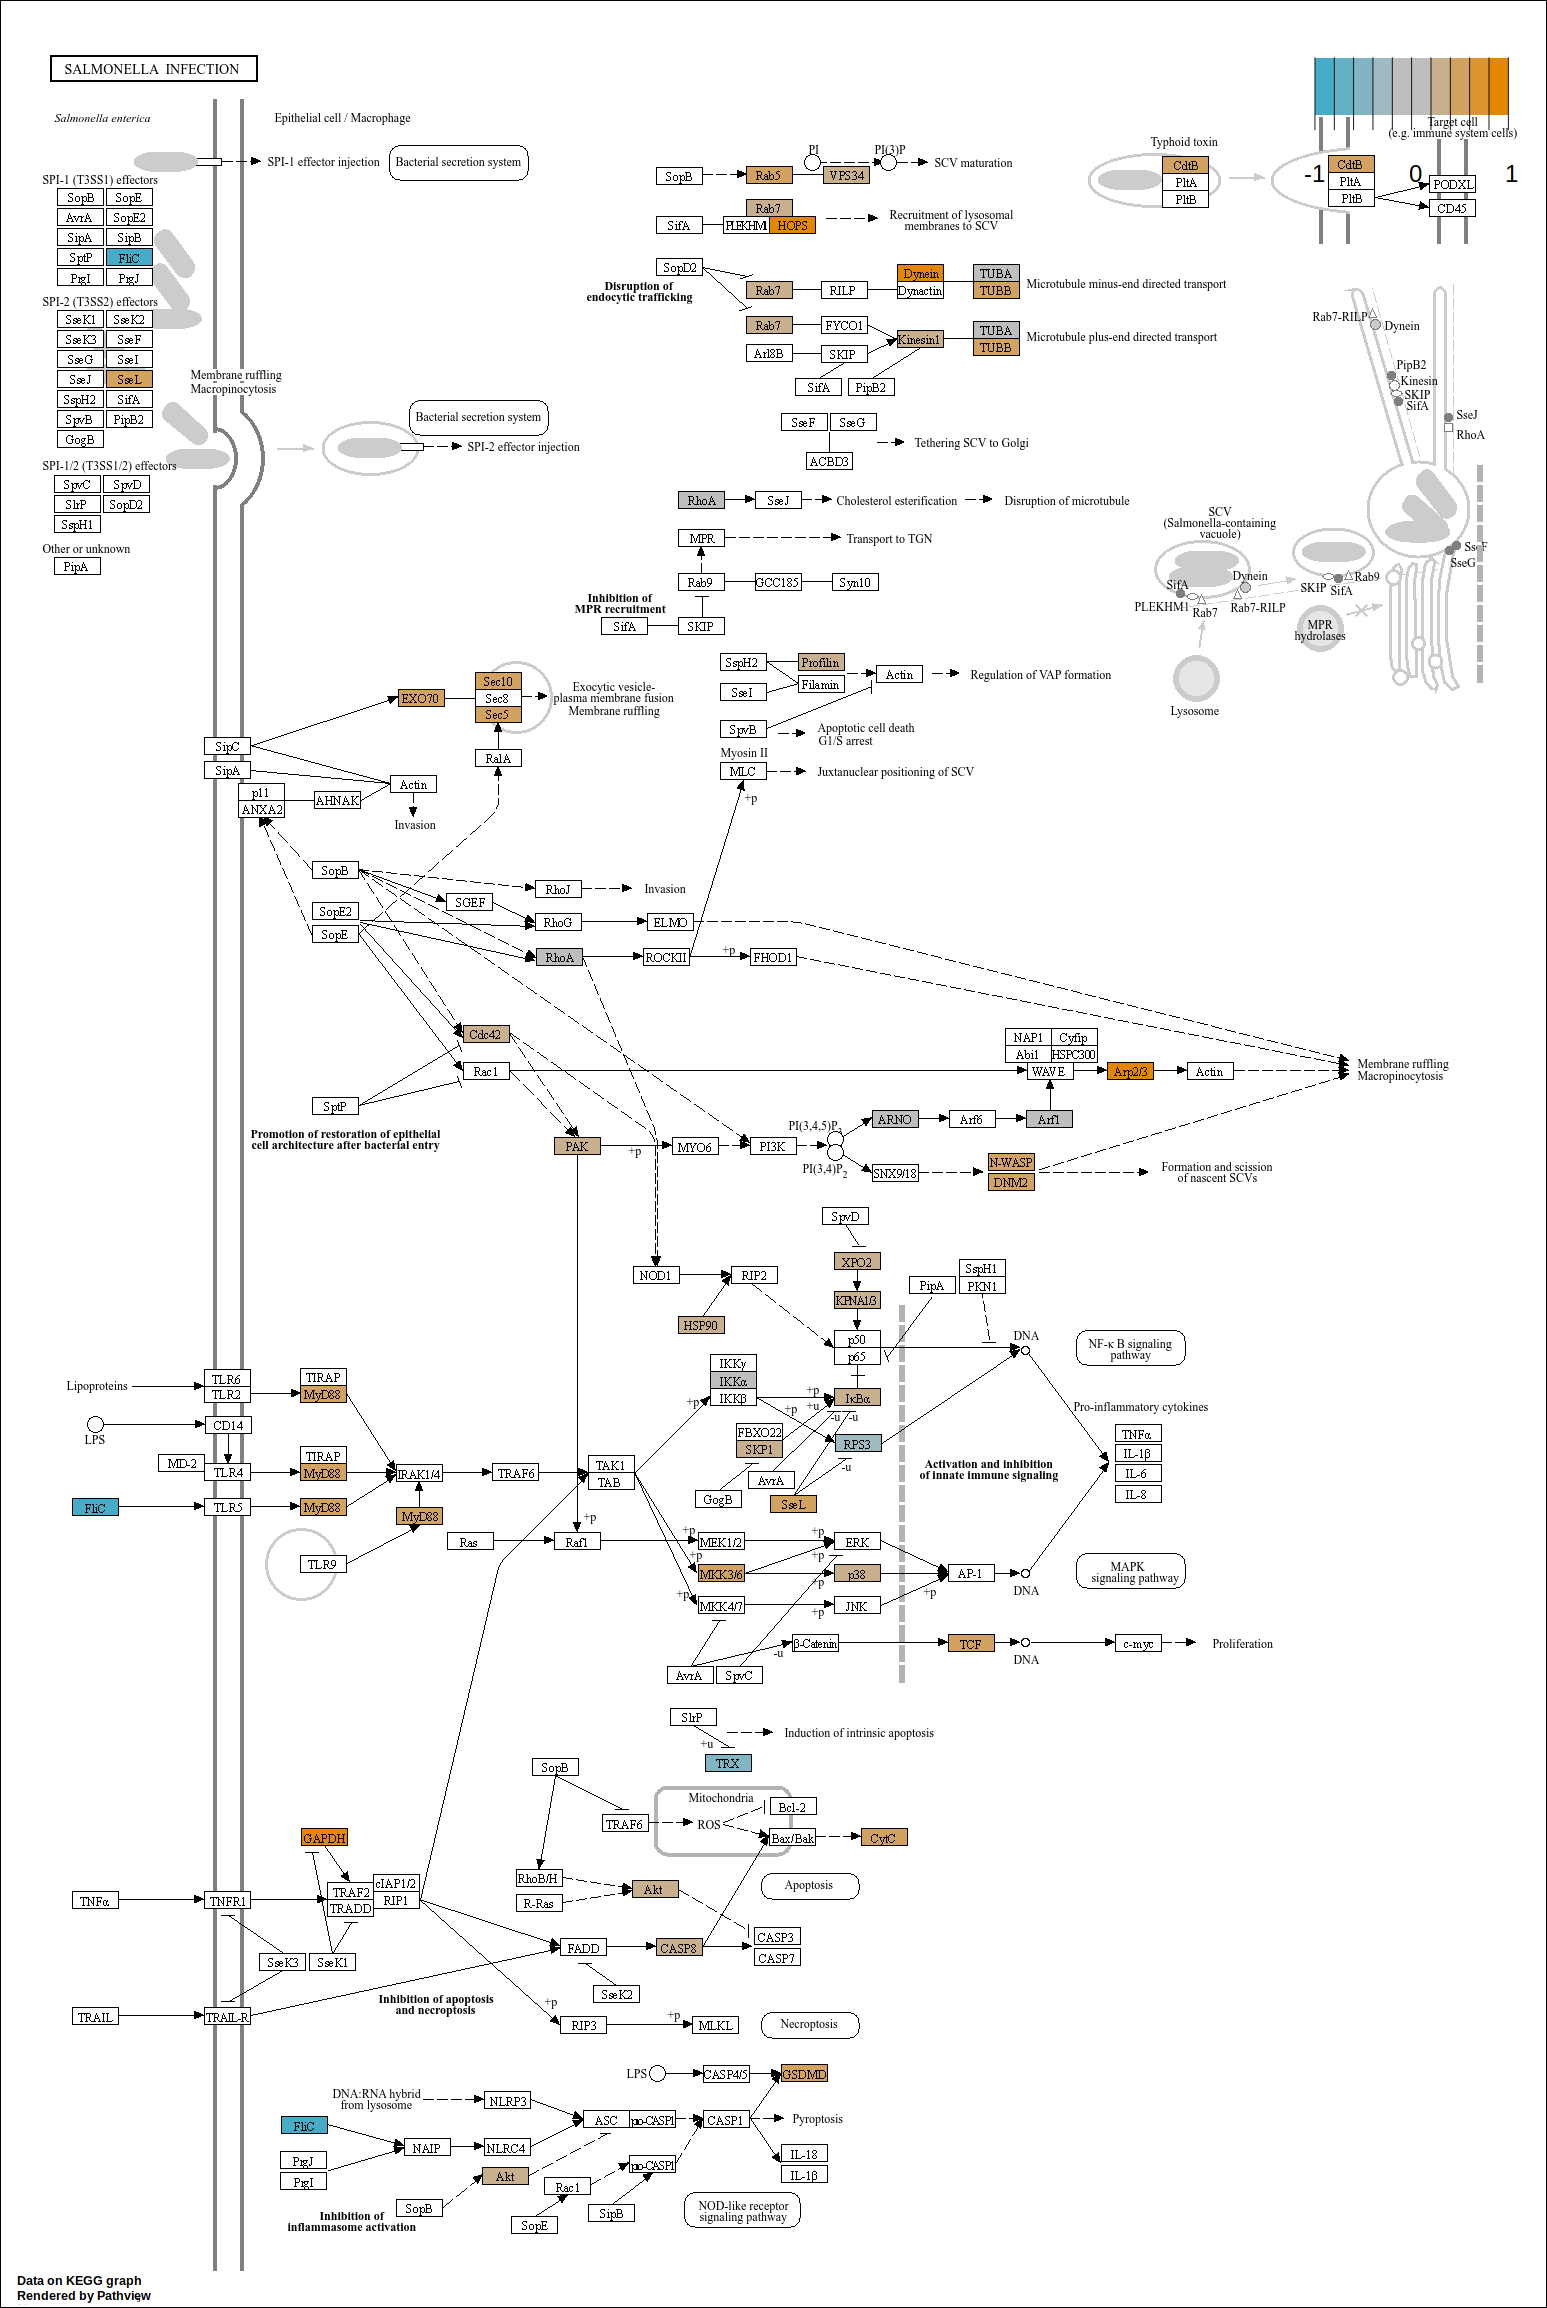 SALMONELLA INFECTION
Salmonella enterica
Epithelial cell / Macrophage
SPI-1 effector injection
Bacterial secretion system
SPI-1 (T3SS1) effectors
SopB
SopE
AvrA
SopE2
SipA
SipB
SptP
FliC
PrgI
PrgJ
SPI-2 (T3SS2) effectors
SseK1
SseK2
SseK3
SseF
SseG
SseI
SseJ
SseL
SspH2
SifA
SpvB
PipB2
GogB
SPI-1/2 (T3SS1/2) effectors
SpvC
SpvD
SlrP
SopD2
SspH1
Other or unknown
PipA
Membrane ruffling
Macropinocytosis
Bacterial secretion system
SPI-2 effector injection
PI
PI(3)P
SCV maturation
SopB
Rab5
VPS34
Rab7
SifA
PLEKHM1
HOPS
Recruitment of lysosomal
membranes to SCV
SopD2
Disruption of
endocytic trafficking
Rab7
RILP
Dynein
Dynactin
TUBA
TUBB
Microtubule minus-end directed transport
Rab7
FYCO1
Arl8B
SKIP
Kinesin1
TUBA
TUBB
Microtubule plus-end directed transport
SifA
PipB2
SseF
SseG
ACBD3
Tethering SCV to Golgi
RhoA
SseJ
Cholesterol esterification
Disruption of microtubule
MPR
Transport to TGN
Rab9
GCC185
Syn10
Inhibition of
MPR recruitment
SifA
SKIP
Typhoid toxin
CdtB
PltA
PltB
CdtB
PltA
PltB
-1
0
1
Target cell
(e.g. immune system cells)
PODXL
CD45
Rab7-RILP
Dynein
PipB2
Kinesin
SKIP
SifA
SseJ
RhoA
SCV
(Salmonella-containing
vacuole)
SseF
SseG
SifA
Dynein
PLEKHM1
Rab7
Rab7-RILP
SKIP
SifA
Rab9
MPR
hydrolases
Lysosome
SspH2
Profilin
SseI
Filamin
Actin
Regulation of VAP formation
SpvB
Apoptotic cell death
G1/S arrest
Myosin II
MLC
Juxtanuclear positioning of SCV
+p
EXO70
Sec10
Sec8
Sec5
Exocytic vesicle-
plasma membrane fusion
Membrane ruffling
RalA
SipC
SipA
p11
ANXA2
AHNAK
Actin
Invasion
SopB
SopE2
SopE
SGEF
RhoJ
Invasion
RhoG
ELMO
RhoA
ROCKII
+p
FHOD1
Cdc42
Rac1
SptP
Promotion of restoration of epithelial
cell architecture after bacterial entry
NAP1
Cyfip
Abi1
HSPC300
WAVE
Arp2/3
Actin
Membrane ruffling
Macropinocytosis
PAK
+p
MYO6
PI3K
PI(3,4,5)P3
PI(3,4)P2
ARNO
Arf6
Arf1
SNX9/18
N-WASP
DNM2
Formation and scission
of nascent SCVs
SpvD
XPO2
KPNA1/3
NOD1
RIP2
HSP90
p50
p65
PipA
SspH1
PKN1
DNA
NF-κ B signaling
pathway
IKKγ
IKKα
IKKβ
+p
+p
+u
+p
IκBα
-u
-u
RPS3
-u
FBXO22
SKP1
AvrA
GogB
SseL
Activation and inhibition
of innate immune signaling
Pro-inflammatory cytokines
TNFα
IL-1β
IL-6
IL-8
Lipoproteins
TLR6
TLR2
TIRAP
MyD88
LPS
CD14
MD-2
TLR4
TIRAP
MyD88
FliC
TLR5
MyD88
MyD88
TLR9
IRAK1/4
TRAF6
TAK1
TAB
+p
Ras
Raf1
+p
MEK1/2
+p
ERK
+p
MKK3/6
+p
+p
p38
+p
MKK4/7
+p
JNK
+p
AP-1
DNA
MAPK
signaling pathway
AvrA
SpvC
-u
β-Catenin
TCF
DNA
c-myc
Proliferation
SlrP
+u
TRX
Induction of intrinsic apoptosis
SopB
TRAF6
Mitochondria
ROS
Bcl-2
Bax/Bak
CytC
RhoB/H
R-Ras
Akt
Apoptosis
GAPDH
TNFα
TNFR1
TRAF2
TRADD
cIAP1/2
RIP1
SseK3
SseK1
FADD
CASP8
CASP3
CASP7
SseK2
TRAIL
TRAIL-R
Inhibition of apoptosis
and necroptosis
+p
RIP3
+p
MLKL
Necroptosis
LPS
CASP4/5
GSDMD
DNA:RNA hybrid
from lysosome
NLRP3
FliC
NAIP
NLRC4
ASC
pro-CASP1
CASP1
Pyroptosis
PrgJ
PrgI
Akt
SopB
pro-CASP1
Rac1
SipB
SopE
IL-18
IL-1β
Inhibition of
inflammasome activation
NOD-like receptor
signaling pathway
Data on KEGG graph
Rendered by Pathview